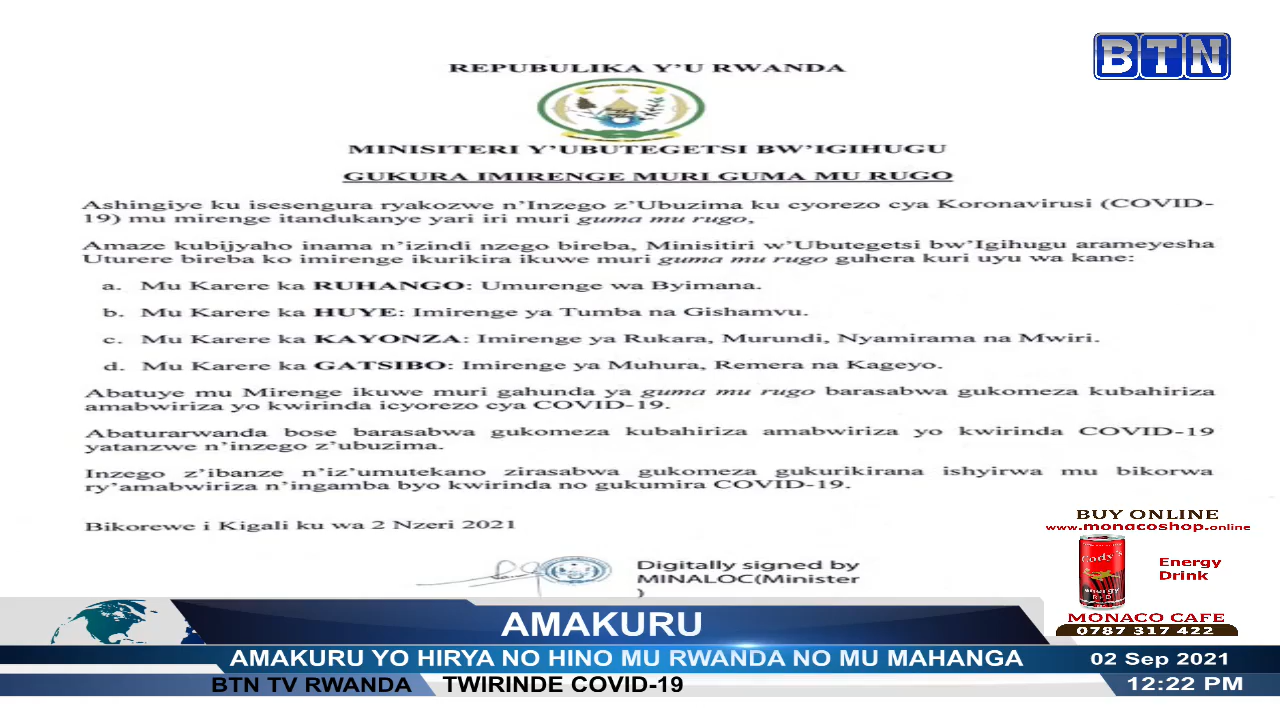 BTN
REPUBULIKA Y'U RWANDA
MINISITERI Y'UBUTEGETSI BW'IGIHUGU
GUKURA IMIRENGE MURI GUMA MU RUGO
Ashingiye ku isesengura ryakozwe n'Inzego z'Ubuzima ku cyorezo cya Koronavirusi (COVID-
19) mu mirenge itandukanye yari iri muri guma mu rugo,
Amaze kubijyaho inama n'izindi nzego bireba, Minisitiri w'Ubutegetsi bw'Igihugu arameyesha
Uturere bireba ko imirenge ikurikira ikuwe muri guma mu rugo guhera kuri uyu wa kane:
a. Mu Karere ka RUHANGO: Umurenge wa Byimana.
b. Mu Karere ka HUYE: Imirenge ya Tumba na Gishamvu.
c. Mu Karere ka KAYONZA: Imirenge ya Rukara, Murundi, Nyamirama na Mwiri.
d. Mu Karere ka GATSIBO: Imirenge ya Muhura, Remera na Kageyo.
Abatuye mu Mirenge ikuwe muri gahunda ya guma mu rugo barasabwa gukomeza kubahiriza
amabwiriza yo kwirinda icyorezo cya COVID-19.
Abaturarwanda bose barasabwa gukomeza kubahiriza amabwiriza yo kwirinda COVID-19
yatanzwe n'inzego z'ubuzima.
Inzego z'ibanze n'iz'umutekano zirasabwa gukomeza gukurikirana ishyirwa mu bikorwa
ry'amabwiriza n'ingamba byo kwirinda no gukumira COVID-19.
Bikorewe i Kigali ku wa 2 Nzeri 2021
Digitally signed by
MINALOC(Minister
)
BUY ONLINE
www.monacoshop.online
Cody's
energy
RED
Energy
Drink
MONACO CAFE
0787 317 422
AMAKURU
AMAKURU YO HIRYA NO HINO MU RWANDA NO MU MAHANGA
02 Sep 2021
BTN TV RWANDA
TWIRINDE COVID-19
12:22 PM